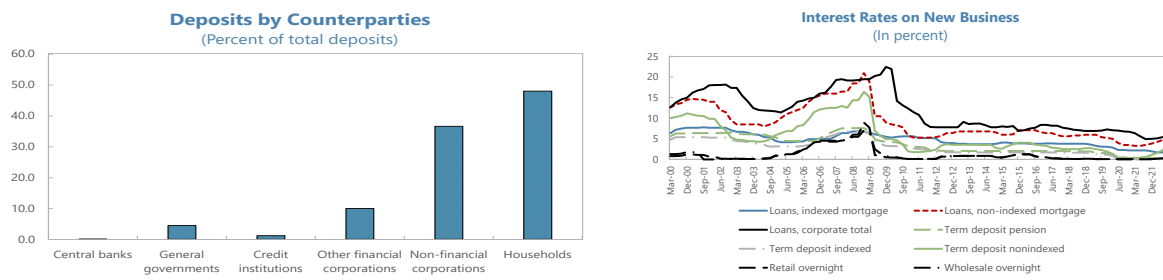 Deposits by Counterparties
(Percent of total deposits)
60.0
50.0
40.0
30.0
20.0
10.0
0.0
Central banks
General governments
Credit institutions
Other financial corporations
Non-financial corporations
Households
Interest Rates on New Business
(In percent)
25
20
15
10
5
0
Mar-00
Dec-00
Sep-01
Jun-02
Mar-03
Dec-03
Sep-04
Jun-05
Mar-06
Dec-06
Sep-07
Jun-08
Mar-09
Dec-09
Sep-10
Jun-11
Mar-12
Dec-12
Sep-13
Jun-14
Mar-15
Dec-15
Sep-16
Jun-17
Mar-18
Dec-18
Sep-19
Jun-20
Mar-21
Dec-21
Loans, indexed mortgage
Loans, non-indexed mortgage
Loans, corporate total
Term deposit pension
Term deposit indexed
Term deposit nonindexed
Retail overnight
Wholesale overnight